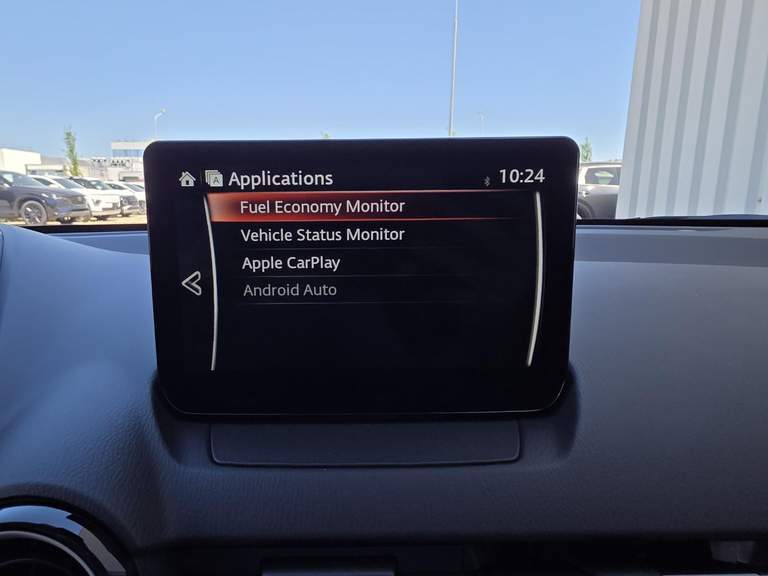 Applications
10:24
Fuel Economy Monitor
Vehicle Status Monitor
Apple CarPlay
Android Auto